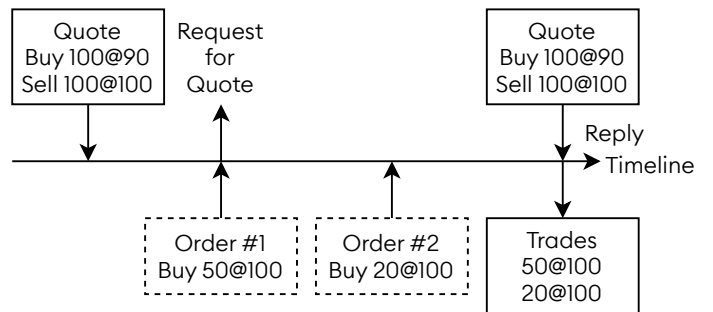 Quote
Buy 100@90
Sell 100@100
Request
for
Quote
Quote
Buy 100@90
Sell 100@100
Reply
Timeline
Order #1
Buy 50@100
Order #2
Buy 20@100
Trades
50@100
20@100